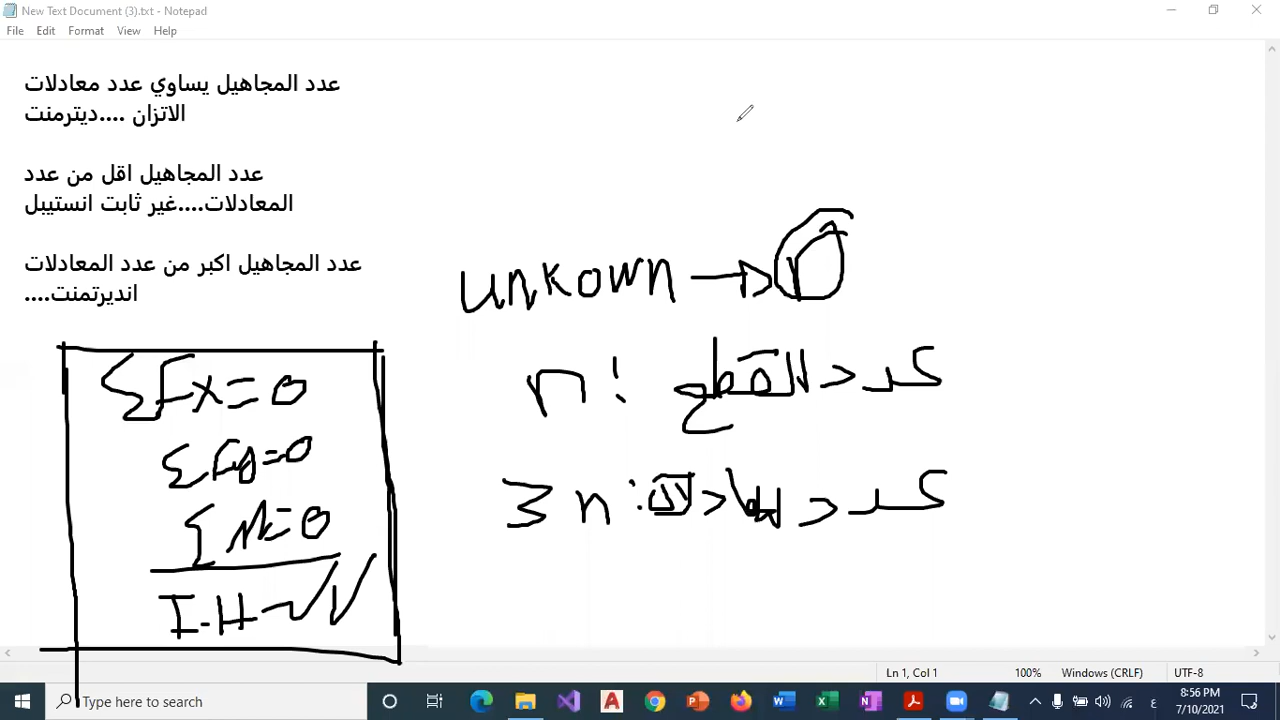 New Text Document (3).txt - Notepad
File Edit Format View Help
عدد المجاهيل يساوي عدد معادلات
الاتزان ....ديترمنت
عدد المجاهيل اقل من عدد
المعادلات....غير ثابت انستيبل
عدد المجاهيل اكبر من عدد المعادلات
....انديرتمنت
unkown → r
n : عدد القطع
3n : عدد المعادلات
ΣFx=0
ΣFy=0
ΣM=0
I-H
Ln 1, Col 1 100% Windows (CRLF) UTF-8
Type here to search
ع
8:56 PM
7/10/2021